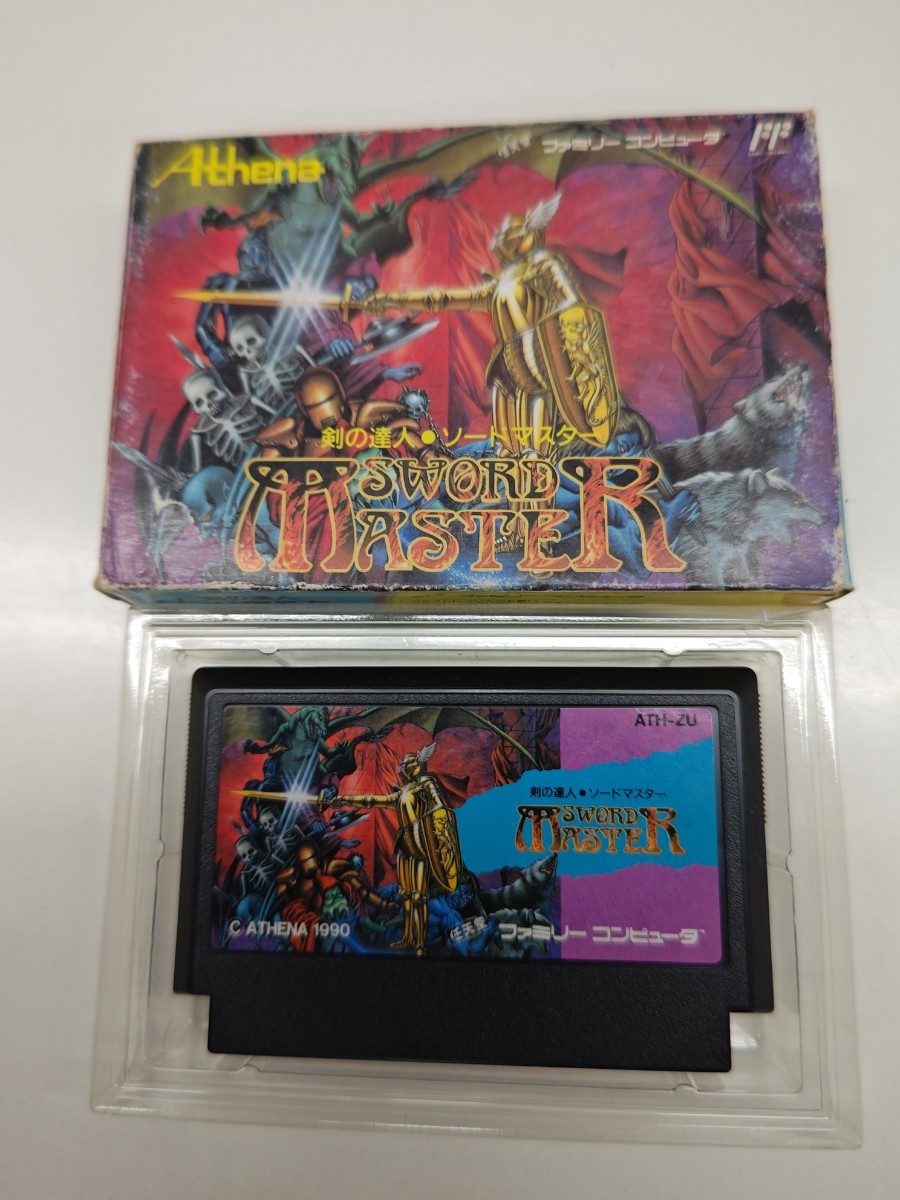 Athena
任天堂 ファミリー コンピュータ
FF
剣の達人●ソードマスター
SWORD
MASTER
ATH-ZU
剣の達人●ソードマスター
SWORD
MASTER
C ATHENA 1990
任天堂 ファミリー コンピュータ™